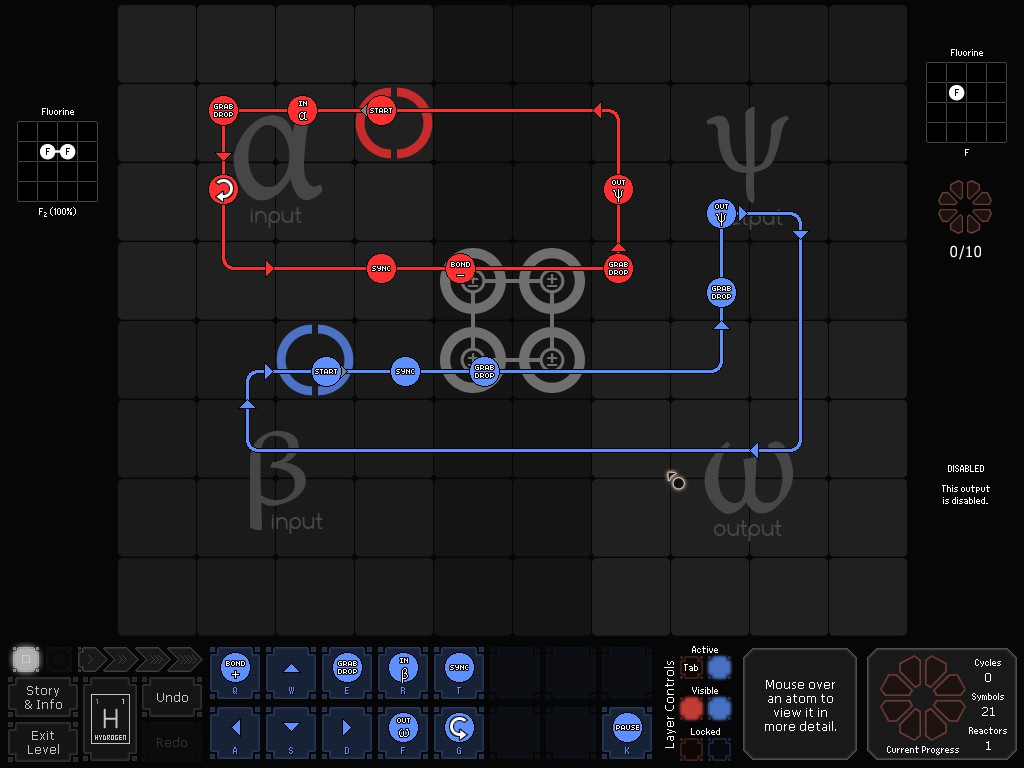 Fluorine
F
F
F₂ (100%)
Fluorine
F
F
0/10
GRAB
DROP
IN
α
START
α
input
OUT
ψ
SYNC
BOND
–
GRAB
DROP
ψ
output
OUT
ψ
GRAB
DROP
±
±
±
±
START
SYNC
GRAB
DROP
β
input
ω
output
DISABLED
This output
is disabled.
Story
& Info
Exit
Level
1 1
H
HYDROGEN
Undo
Redo
BOND
+
Q
W
GRAB
DROP
E
IN
β
R
SYNC
T
A
S
D
OUT
ω
F
G
PAUSE
K
Layer Controls
Active
Tab
Visible
Locked
Mouse over
an atom to
view it in
more detail.
Cycles
0
Symbols
21
Reactors
1
Current Progress